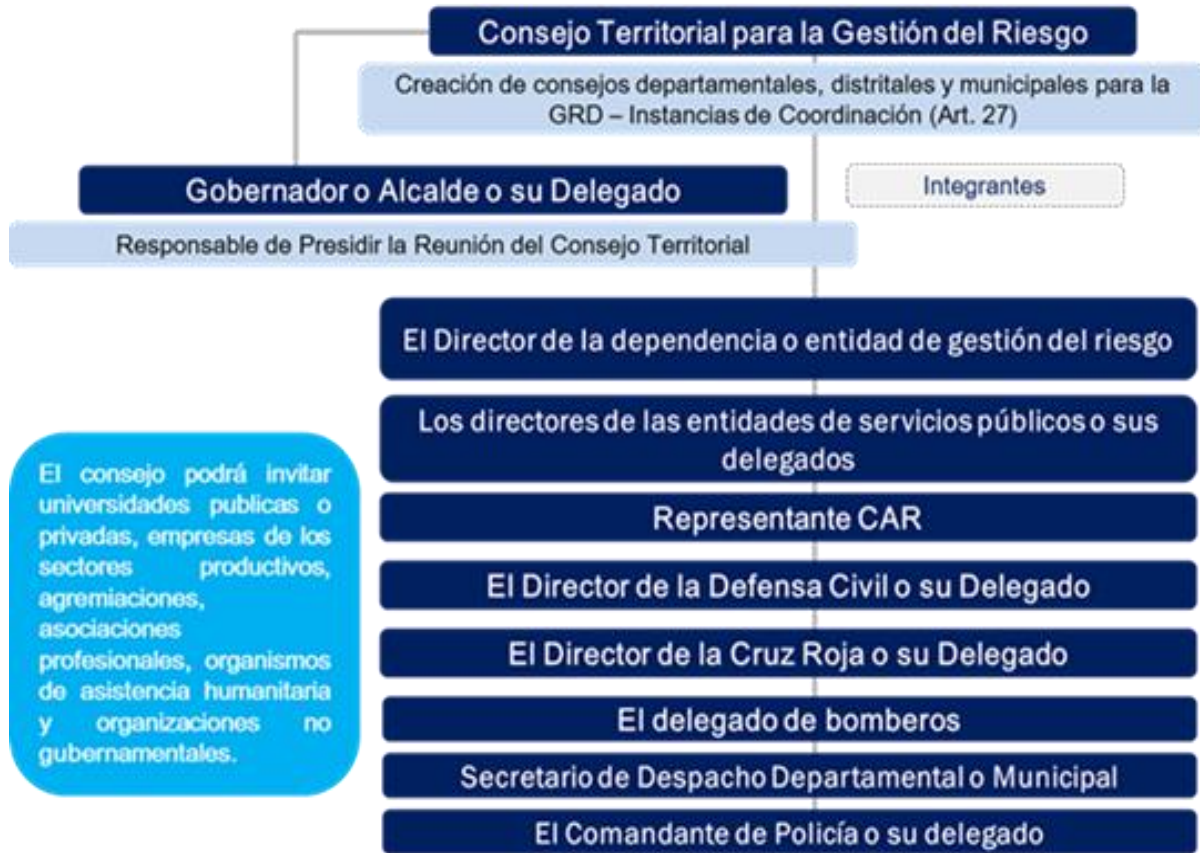 Consejo Territorial para la Gestión del Riesgo
Creación de consejos departamentales, distritales y municipales para la
GRD – Instancias de Coordinación (Art. 27)
Gobernador o Alcalde o su Delegado
Integrantes
Responsable de Presidir la Reunión del Consejo Territorial
El Director de la dependencia o entidad de gestión del riesgo
Los directores de las entidades de servicios públicos o sus
delegados
Representante CAR
El Director de la Defensa Civil o su Delegado
El Director de la Cruz Roja o su Delegado
El delegado de bomberos
Secretario de Despacho Departamental o Municipal
El Comandante de Policía o su delegado
El consejo podrá invitar
universidades publicas o
privadas, empresas de los
sectores productivos,
agremiaciones,
asociaciones
profesionales, organismos
de asistencia humanitaria
y organizaciones no
gubernamentales.